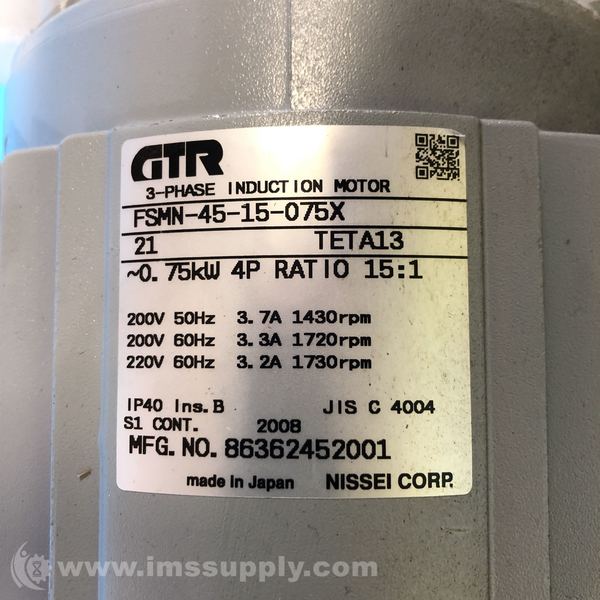 GTR
3-PHASE INDUCTION MOTOR
FSMN-45-15-075X
21 TETA13
~0.75kW 4P RATIO 15:1
200V 50Hz 3.7A 1430rpm
200V 60Hz 3.3A 1720rpm
220V 60Hz 3.2A 1730rpm
IP40 Ins.B JIS C 4004
S1 CONT. 2008
MFG.NO. 86362452001
made in Japan NISSEI CORP.
www.imssupply.com